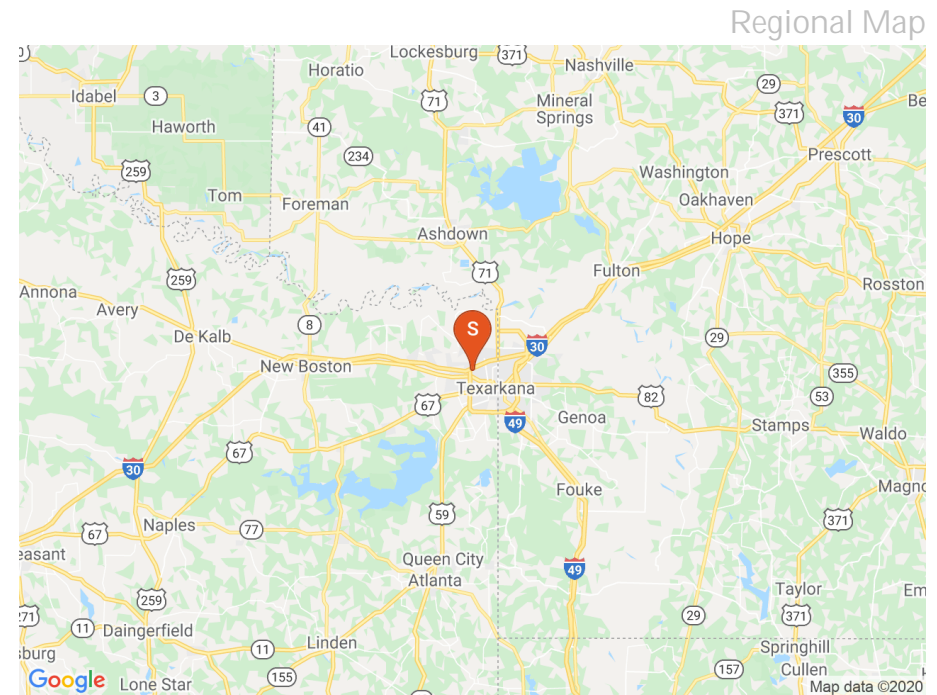 Regional Map
Lockesburg
371
Nashville
Horatio
29
Idabel
3
71
Mineral
Springs
371
30
Haworth
41
234
Prescott
259
Washington
Tom
Foreman
Oakhaven
Ashdown
Hope
71
Fulton
259
Rosston
Annona
Avery
8
S
De Kalb
29
30
New Boston
355
Texarkana
82
53
67
Genoa
49
Stamps
Waldo
67
30
Fouke
59
371
Naples
77
67
Queen City
49
Atlanta
Taylor
259
371
29
11
Daingerfield
Linden
11
Springhill
Google
Lone Star
155
157
Cullen
Map data ©2020